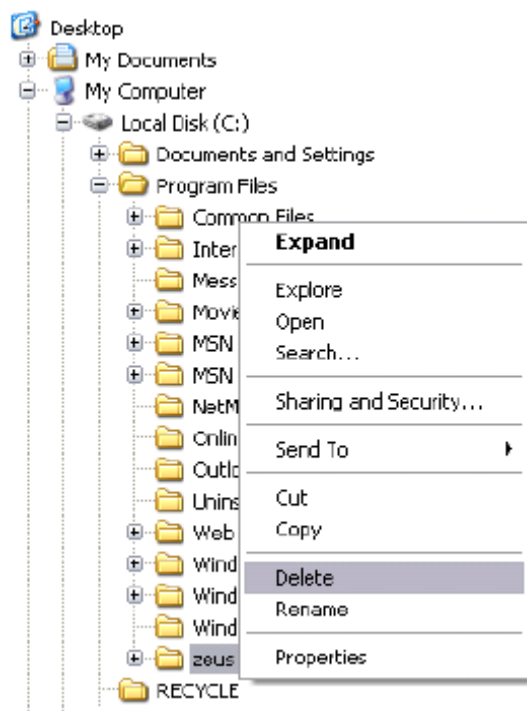 Desktop
My Documents
My Computer
Local Disk (C:)
Documents and Settings
Program Files
Common Files
Inter
Mess
Movie
MSN
MSN
NetM
Onlin
Outlo
Unins
Web
Wind
Wind
Wind
zeus
RECYCLE
Expand
Explore
Open
Search...
Sharing and Security...
Send To
Cut
Copy
Delete
Rename
Properties